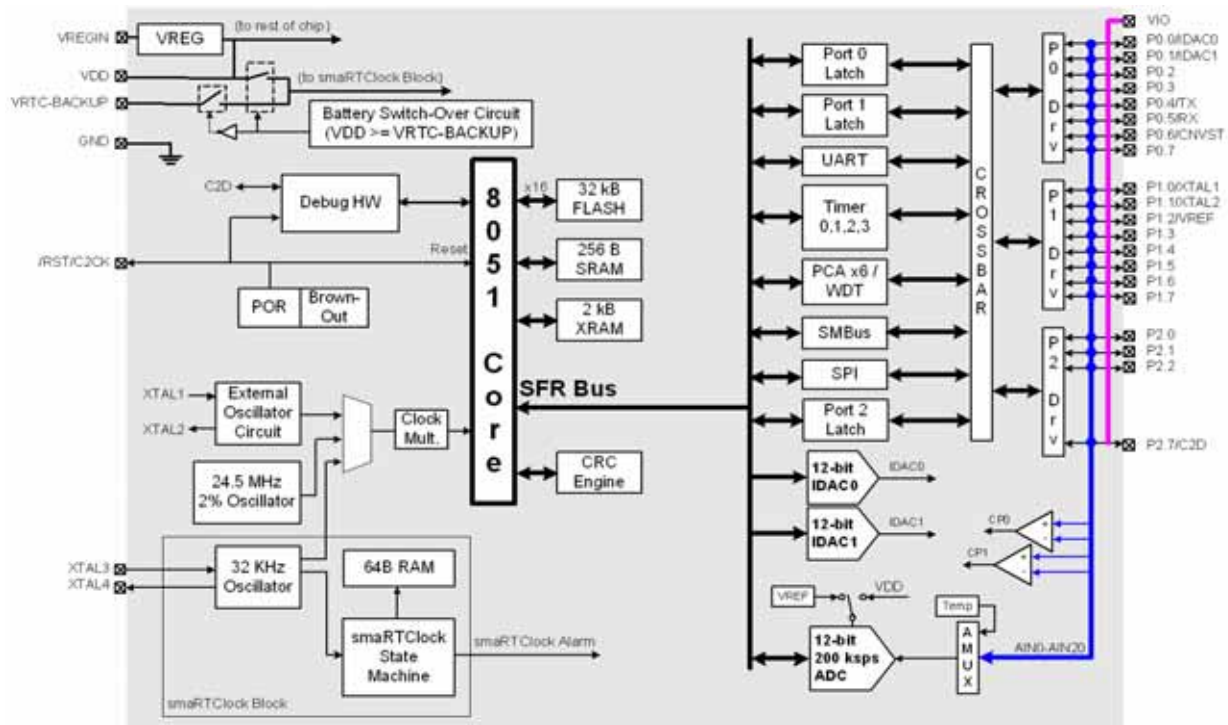 VREGIN
VREG
(to rest of chip)
VDD
(to smaRTClock Block)
VRTC-BACKUP
Battery Switch-Over Circuit
(VDD >= VRTC-BACKUP)
GND
C2D
Debug HW
/RST/C2CK
Reset
POR
Brown-
Out
8051 Core
x16
32 kB
FLASH
256 B
SRAM
2 kB
XRAM
SFR Bus
CRC
Engine
XTAL1
XTAL2
External
Oscillator
Circuit
Clock
Mult.
24.5 MHz
2% Oscillator
XTAL3
XTAL4
32 KHz
Oscillator
64B RAM
smaRTClock
State
Machine
smaRTClock Alarm
smaRTClock Block
Port 0
Latch
Port 1
Latch
UART
Timer
0,1,2,3
PCA x6 /
WDT
SMBus
SPI
Port 2
Latch
CROSSBAR
P0 Drv
P1 Drv
P2 Drv
VIO
P0.0/IDAC0
P0.1/IDAC1
P0.2
P0.3
P0.4/TX
P0.5/RX
P0.6/CNVST
P0.7
P1.0/XTAL1
P1.1/XTAL2
P1.2/VREF
P1.3
P1.4
P1.5
P1.6
P1.7
P2.0
P2.1
P2.2
P2.7/C2D
12-bit
IDAC0
IDAC0
12-bit
IDAC1
IDAC1
CP0
+
-
CP1
+
-
VREF
VDD
Temp
12-bit
200 ksps
ADC
AMUX
AIN0-AIN20